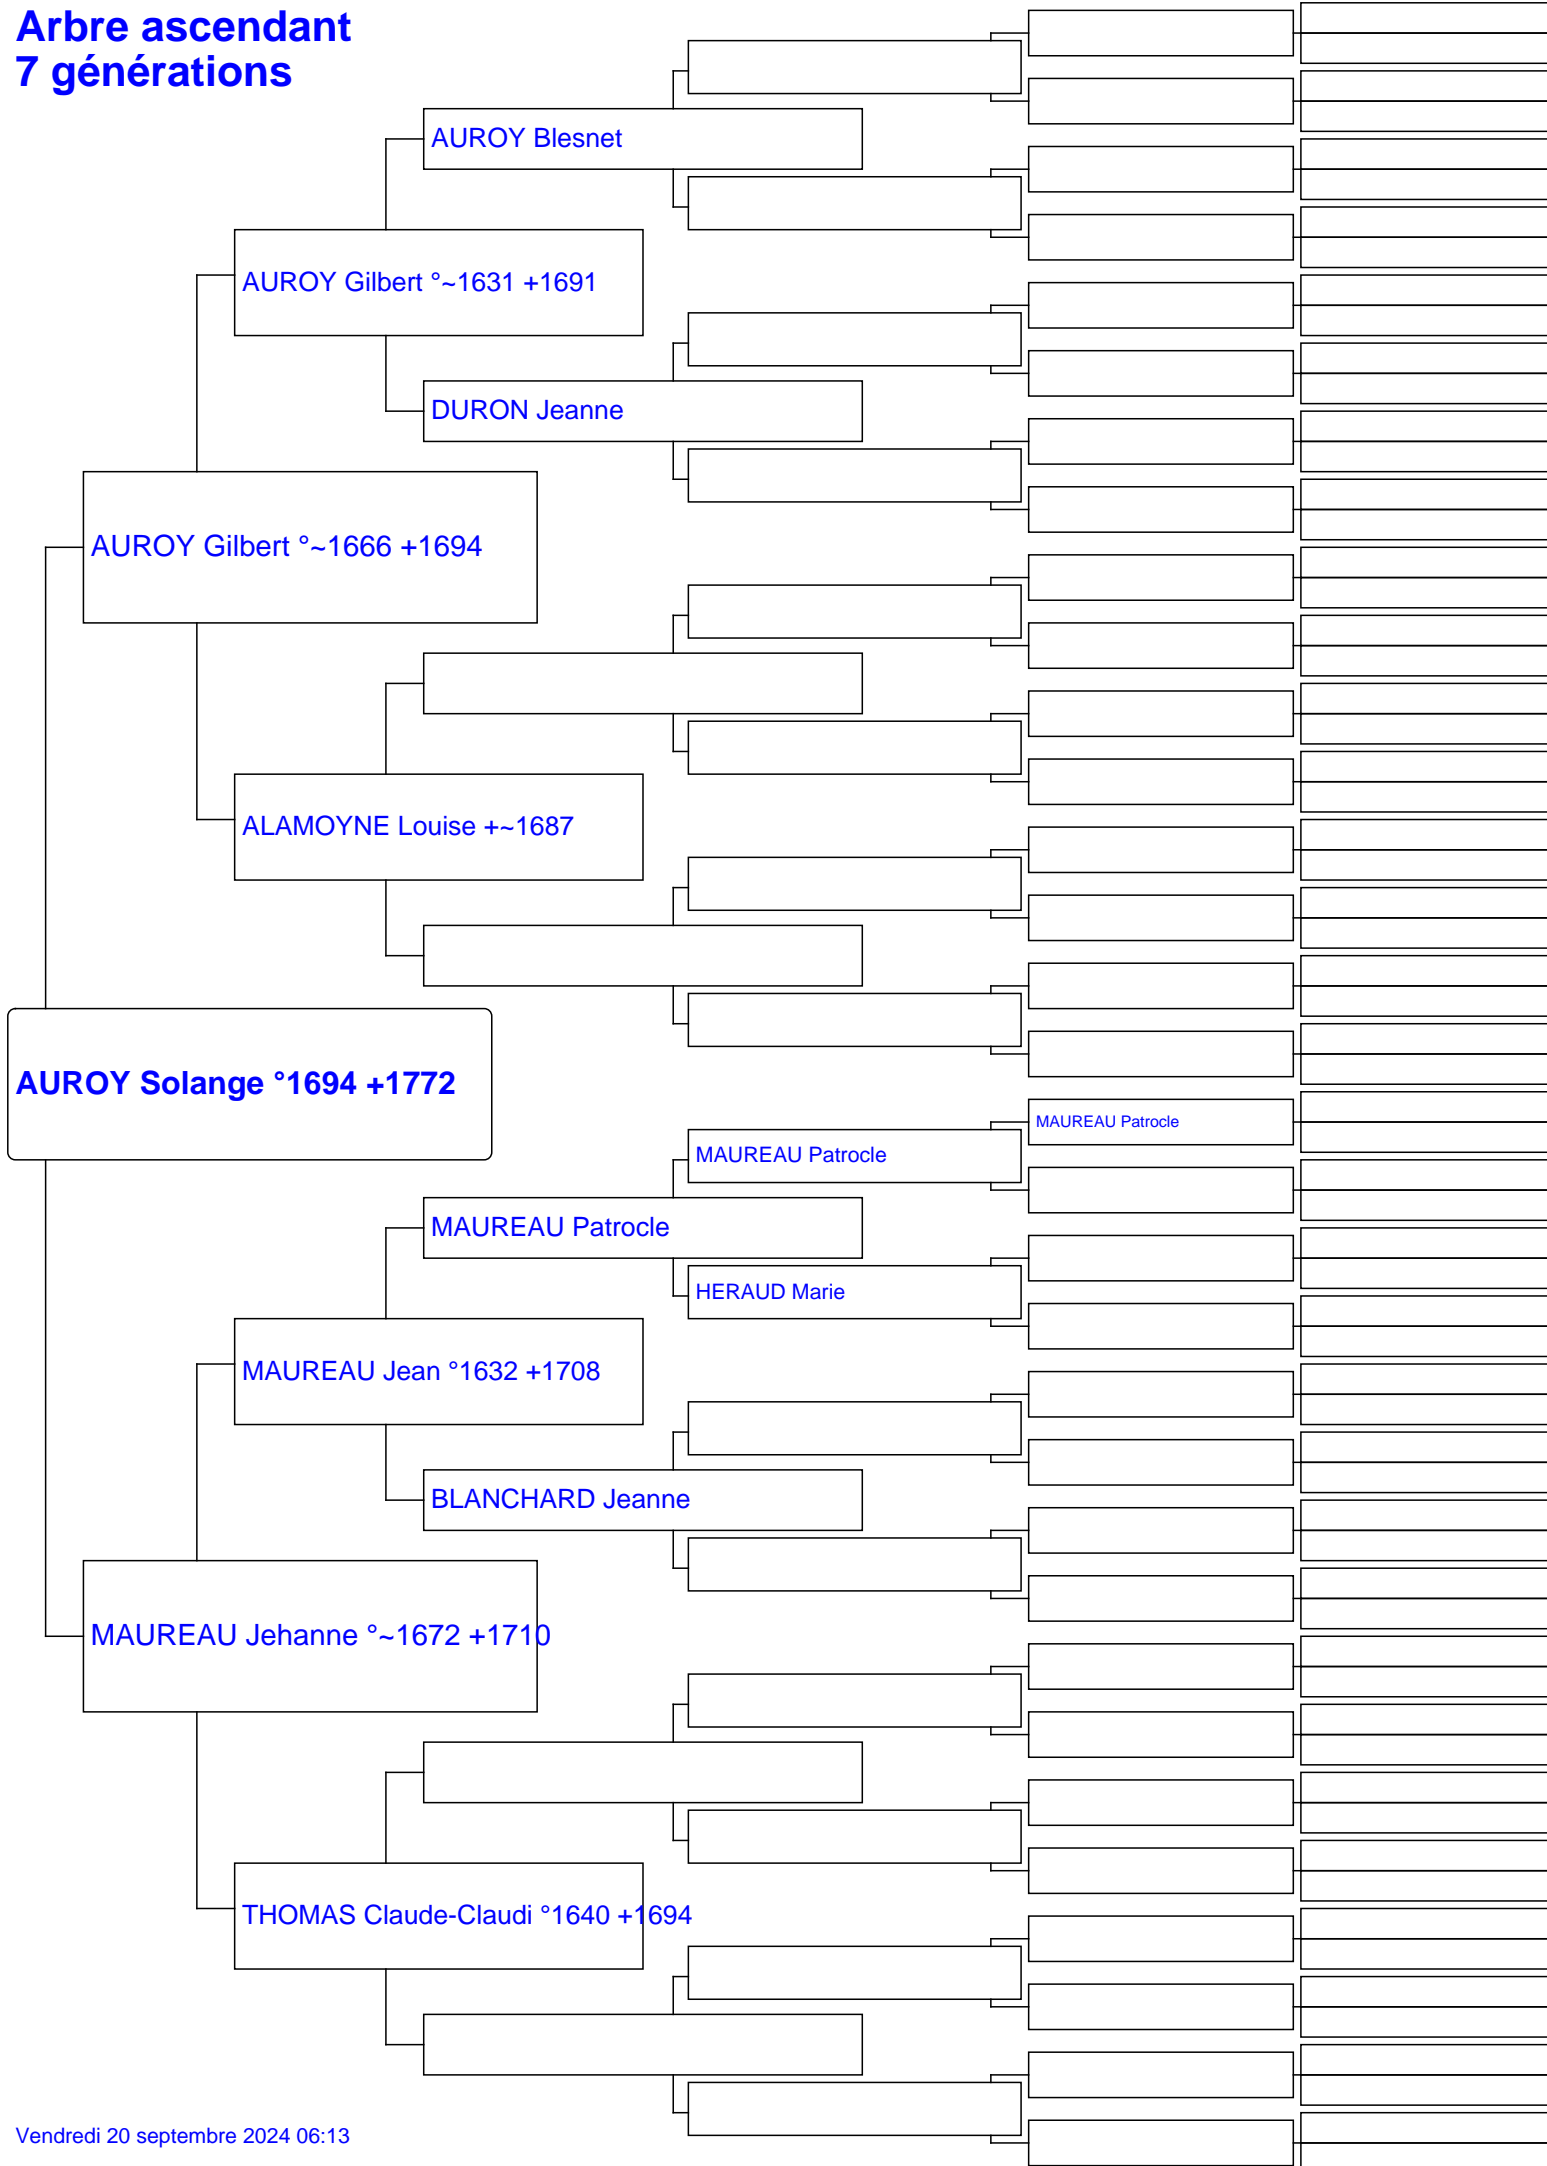 Arbre ascendant
7 générations
AUROY Blesnet
AUROY Gilbert °~1631 +1691
DURON Jeanne
AUROY Gilbert °~1666 +1694
ALAMOYNE Louise +~1687
AUROY Solange °1694 +1772
MAUREAU Patrocle
MAUREAU Patrocle
MAUREAU Patrocle
HERAUD Marie
MAUREAU Jean °1632 +1708
BLANCHARD Jeanne
MAUREAU Jehanne °~1672 +1710
THOMAS Claude-Claudi °1640 +1694
Vendredi 20 septembre 2024 06:13